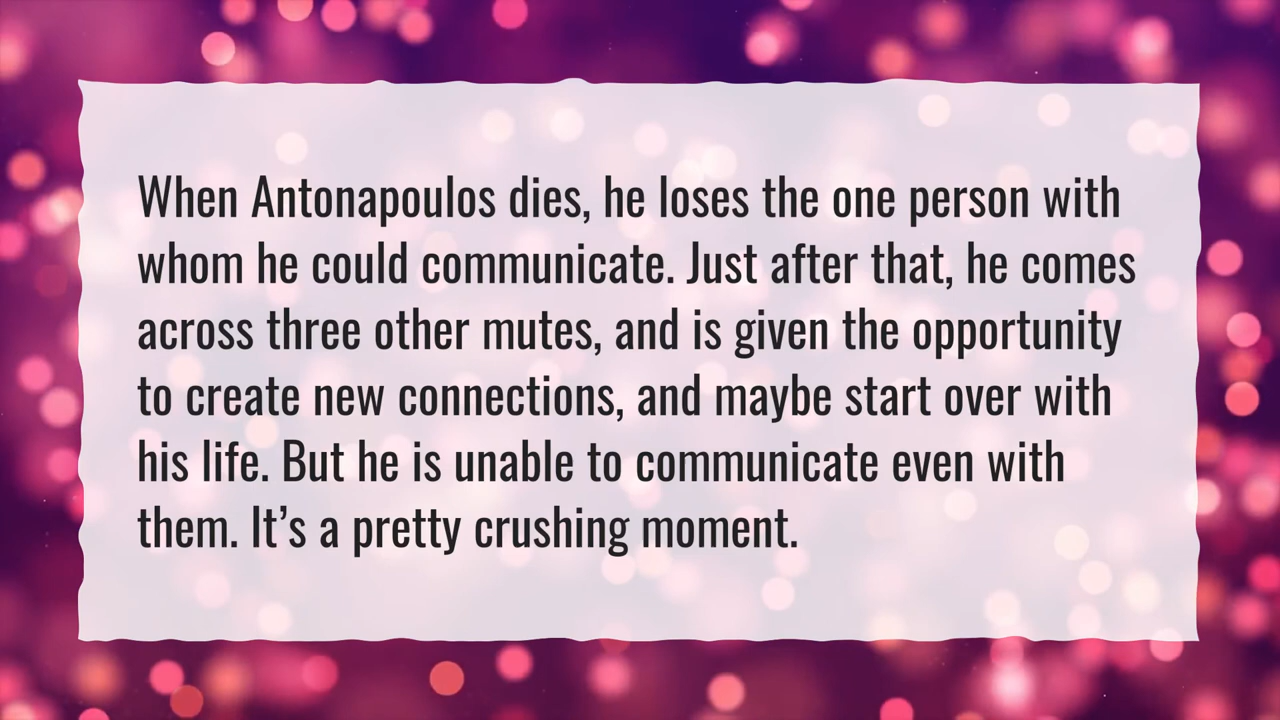 When Antonapoulos dies, he loses the one person with
whom he could communicate. Just after that, he comes
across three other mutes, and is given the opportunity
to create new connections, and maybe start over with
his life. But he is unable to communicate even with
them. It’s a pretty crushing moment.